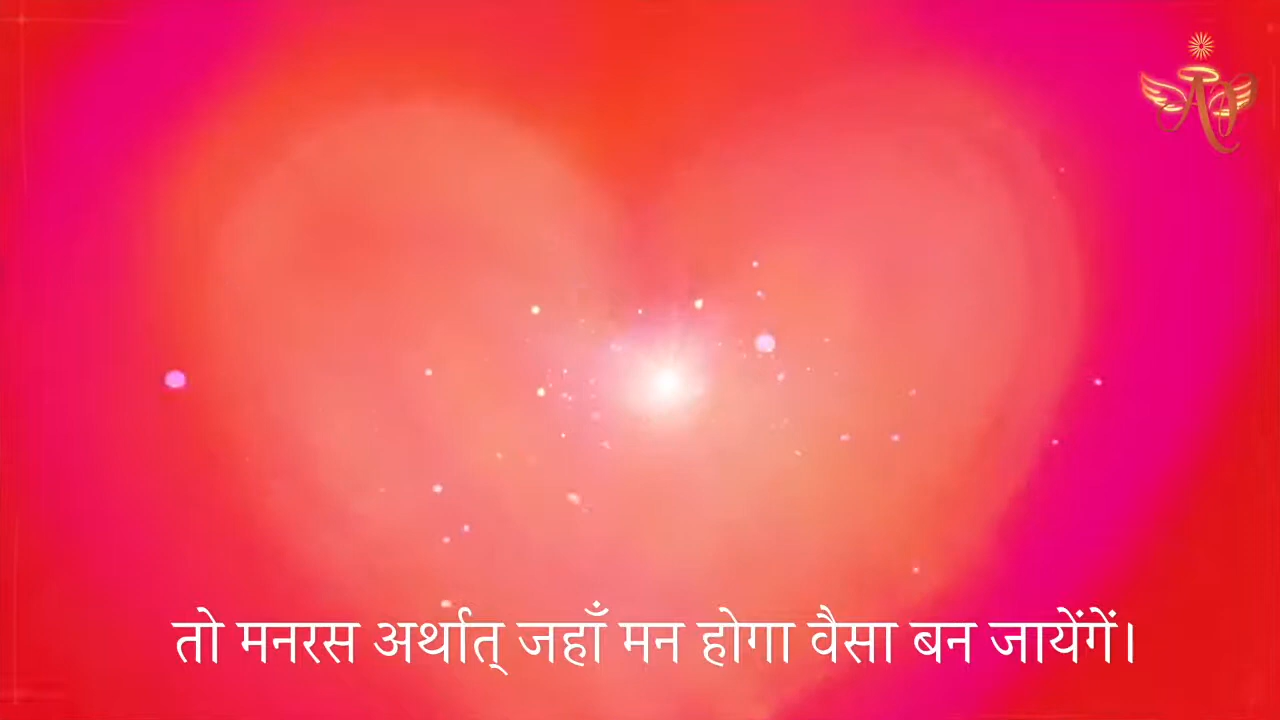 तो मनरस अर्थात् जहाँ मन होगा वैसा बन जायेंगें।